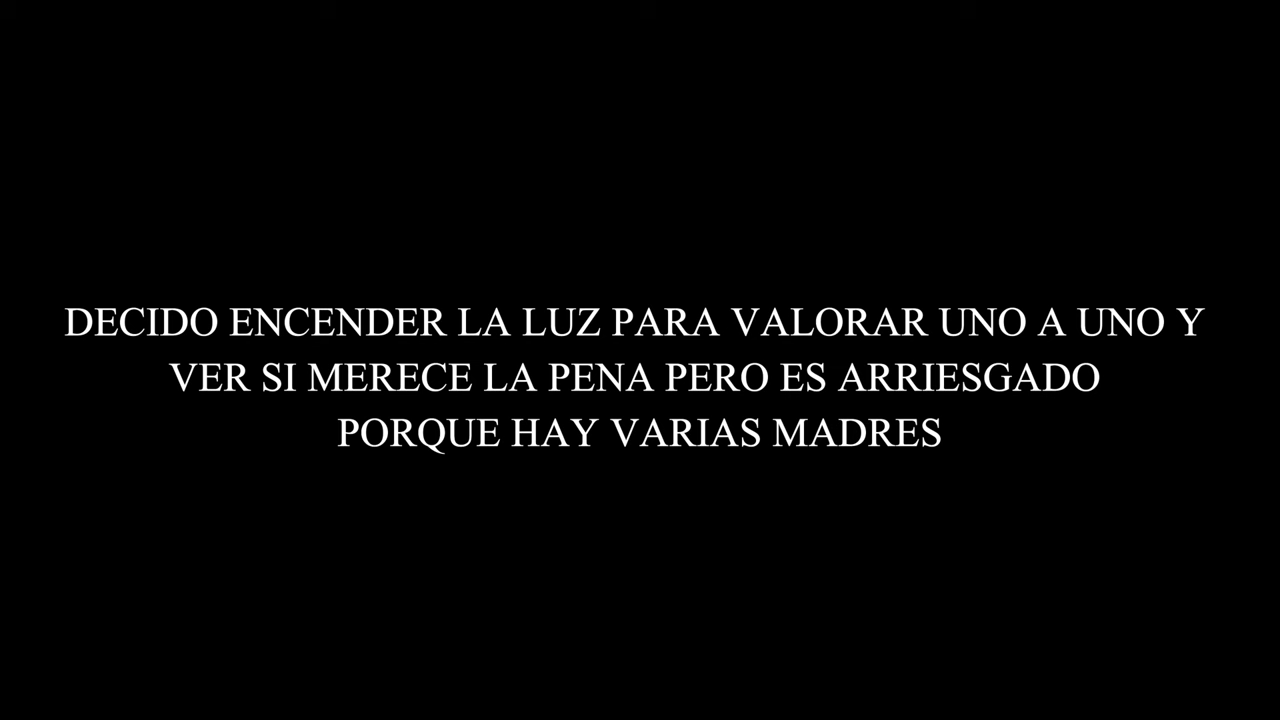 DECIDO ENCENDER LA LUZ PARA VALORAR UNO A UNO Y
VER SI MERECE LA PENA PERO ES ARRIESGADO
PORQUE HAY VARIAS MADRES